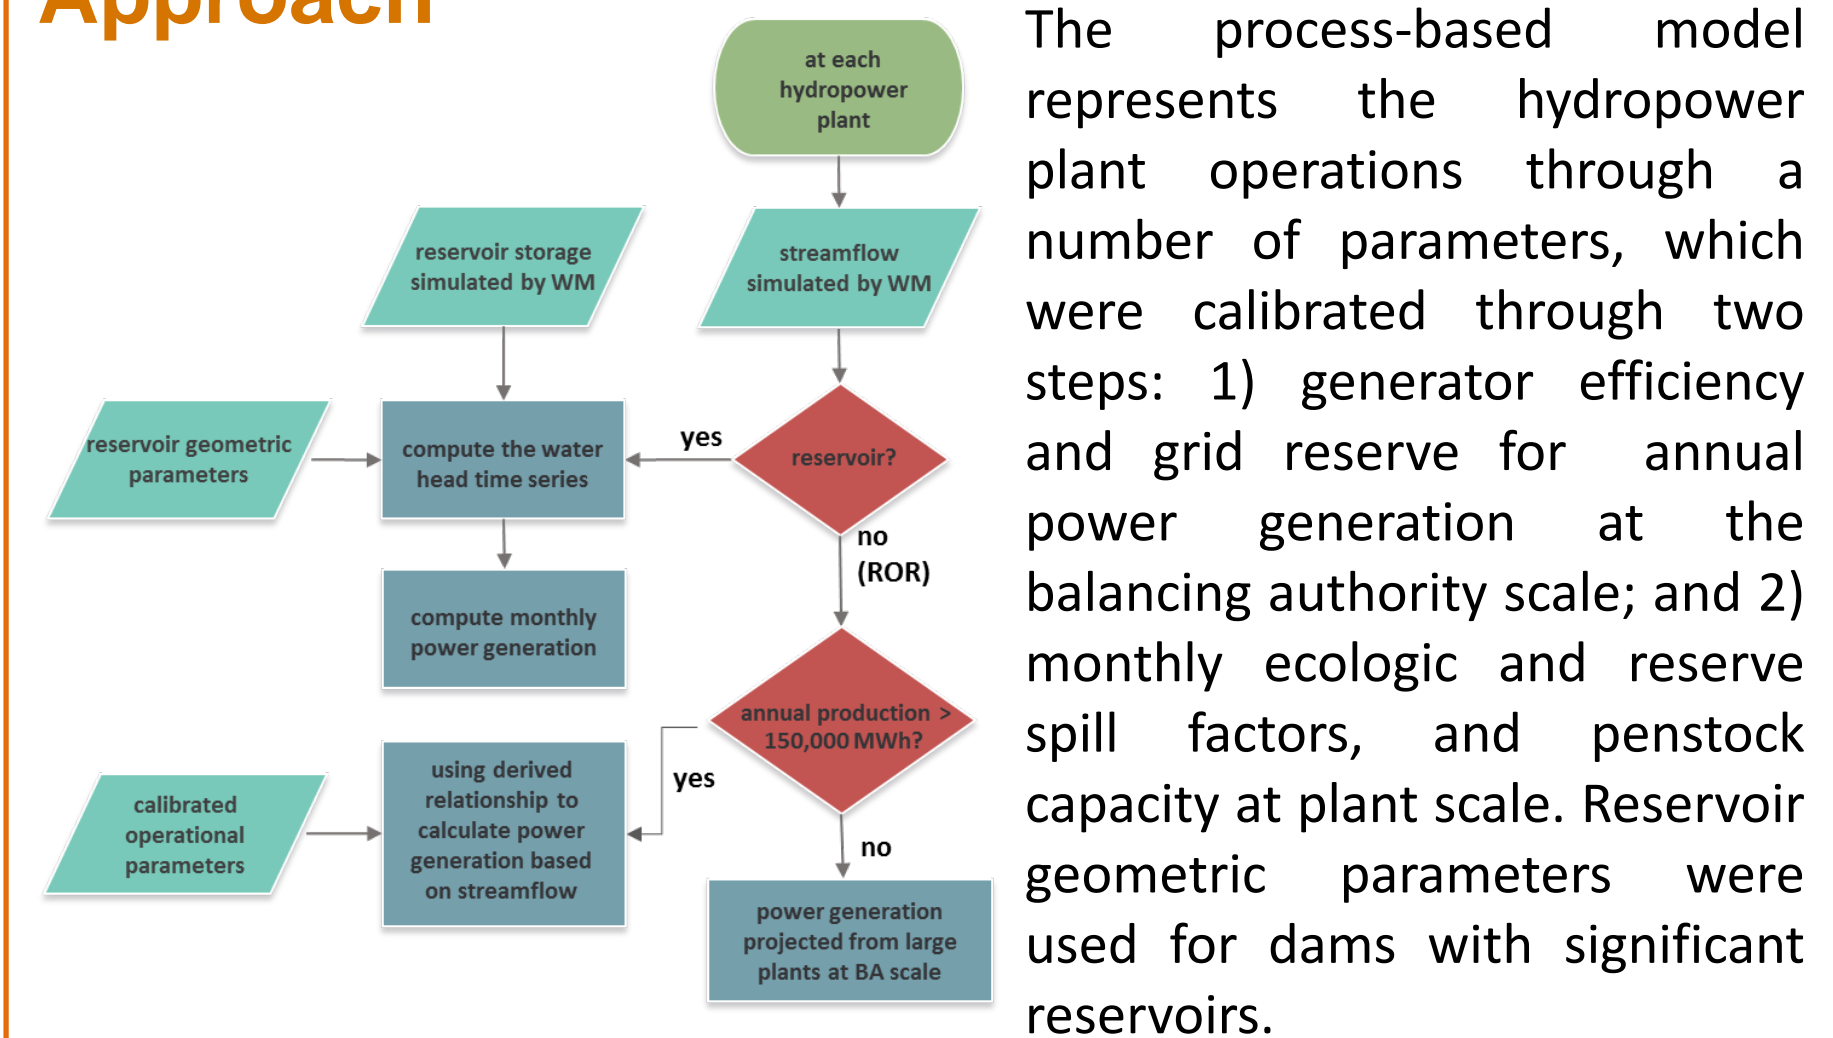 Approach
at each
hydropower
plant
reservoir storage
simulated by WM
streamflow
simulated by WM
reservoir geometric
parameters
compute the water
head time series
yes
reservoir?
no
(ROR)
compute monthly
power generation
annual production >
150,000 MWh?
yes
using derived
relationship to
calculate power
generation based
on streamflow
calibrated
operational
parameters
no
power generation
projected from large
plants at BA scale
The process-based model
represents the hydropower
plant operations through a
number of parameters, which
were calibrated through two
steps: 1) generator efficiency
and grid reserve for annual
power generation at the
balancing authority scale; and 2)
monthly ecologic and reserve
spill factors, and penstock
capacity at plant scale. Reservoir
geometric parameters were
used for dams with significant
reservoirs.